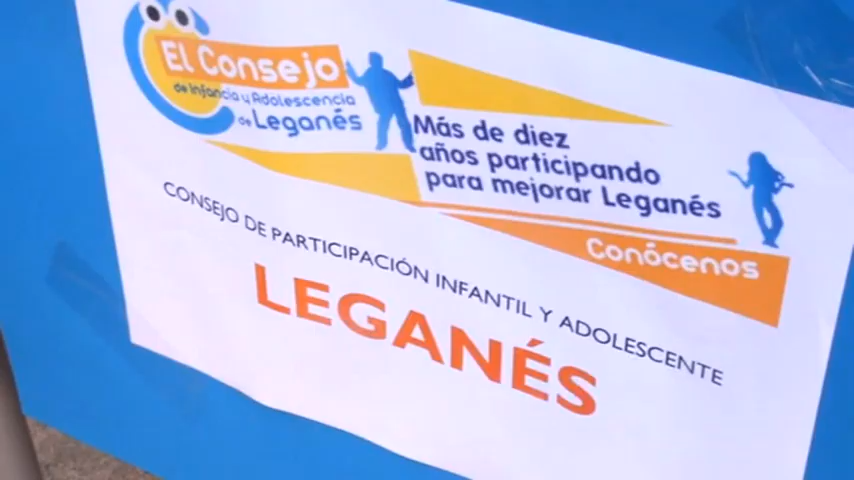 El Consejo
de Infancia y Adolescencia
de Leganés
Más de diez
años participando
para mejorar Leganés
Conócenos
CONSEJO DE PARTICIPACIÓN INFANTIL Y ADOLESCENTE
LEGANÉS